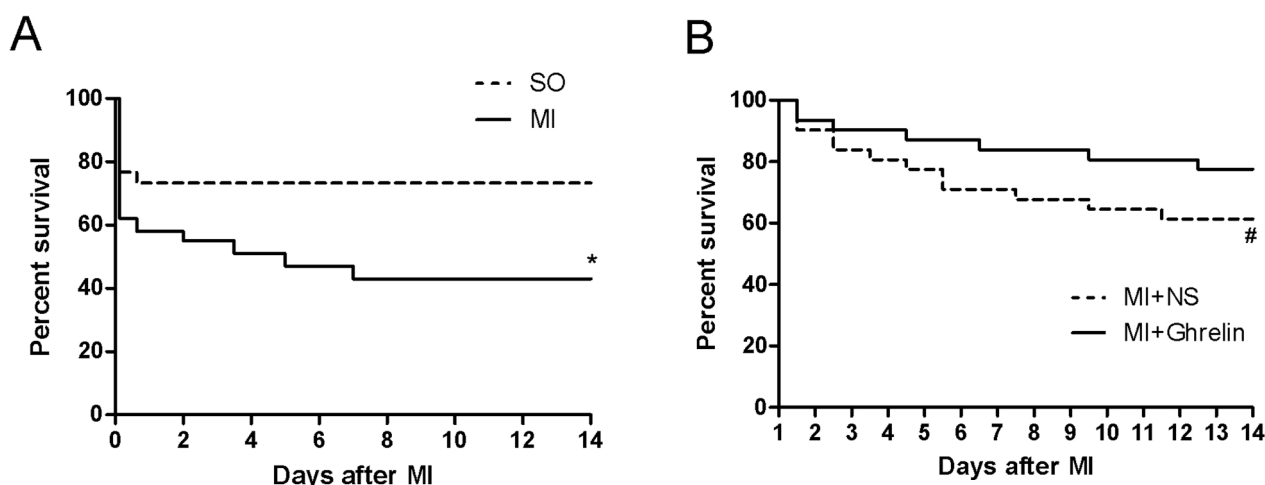 A
SO
MI
Percent survival
100
80
60
40
20
0
*
0 2 4 6 8 10 12 14
Days after MI
B
Percent survival
100
80
60
40
20
0
#
MI+NS
MI+Ghrelin
1 2 3 4 5 6 7 8 9 10 11 12 13 14
Days after MI